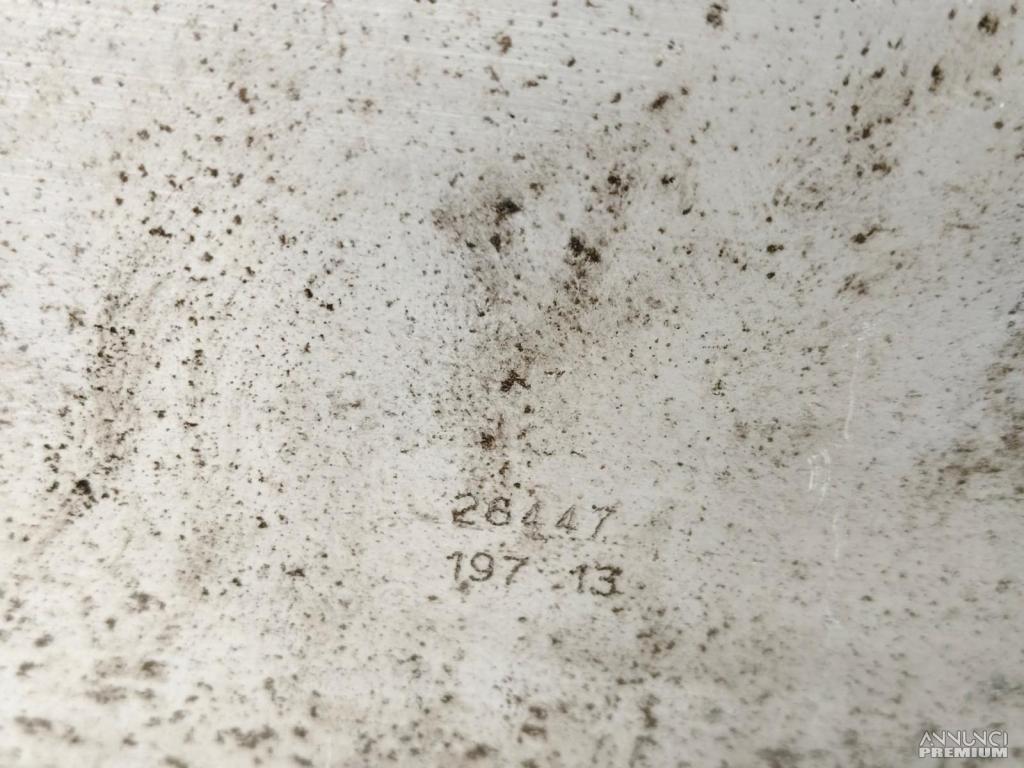 26447
197 13
ANNUNCI
PREMIUM